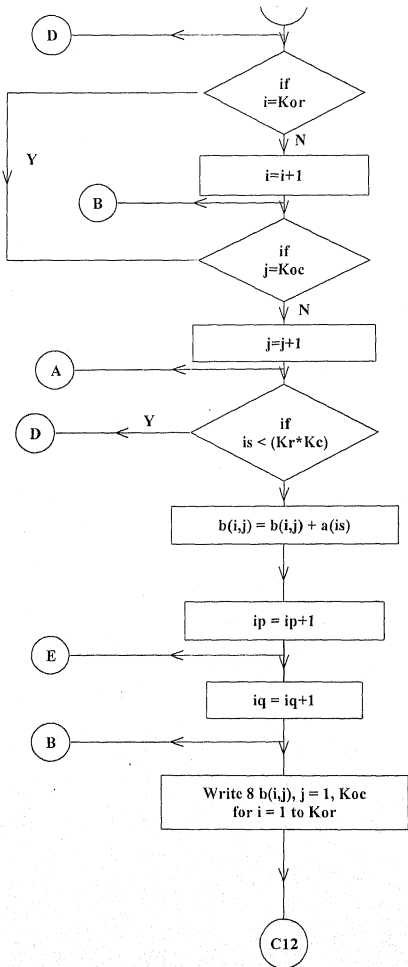 D
if
i=Kor
N
Y
i=i+1
B
if
j=Koc
N
j=j+1
A
if
is < (Kr*Kc)
Y
D
b(i,j) = b(i,j) + a(is)
ip = ip+1
E
iq = iq+1
B
Write 8 b(i,j), j = 1, Koc
for i = 1 to Kor
C12